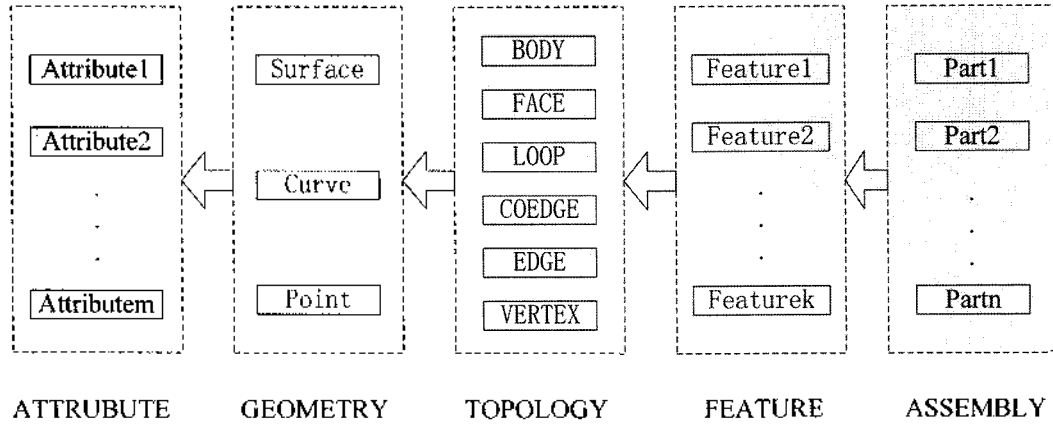 Attribute1
Attribute2
.
.
.
Attributem
ATTRUBUTE
Surface
Curve
Point
GEOMETRY
BODY
FACE
LOOP
COEDGE
EDGE
VERTEX
TOPOLOGY
Feature1
Feature2
.
.
.
Featurek
FEATURE
Part1
Part2
.
.
.
Partn
ASSEMBLY